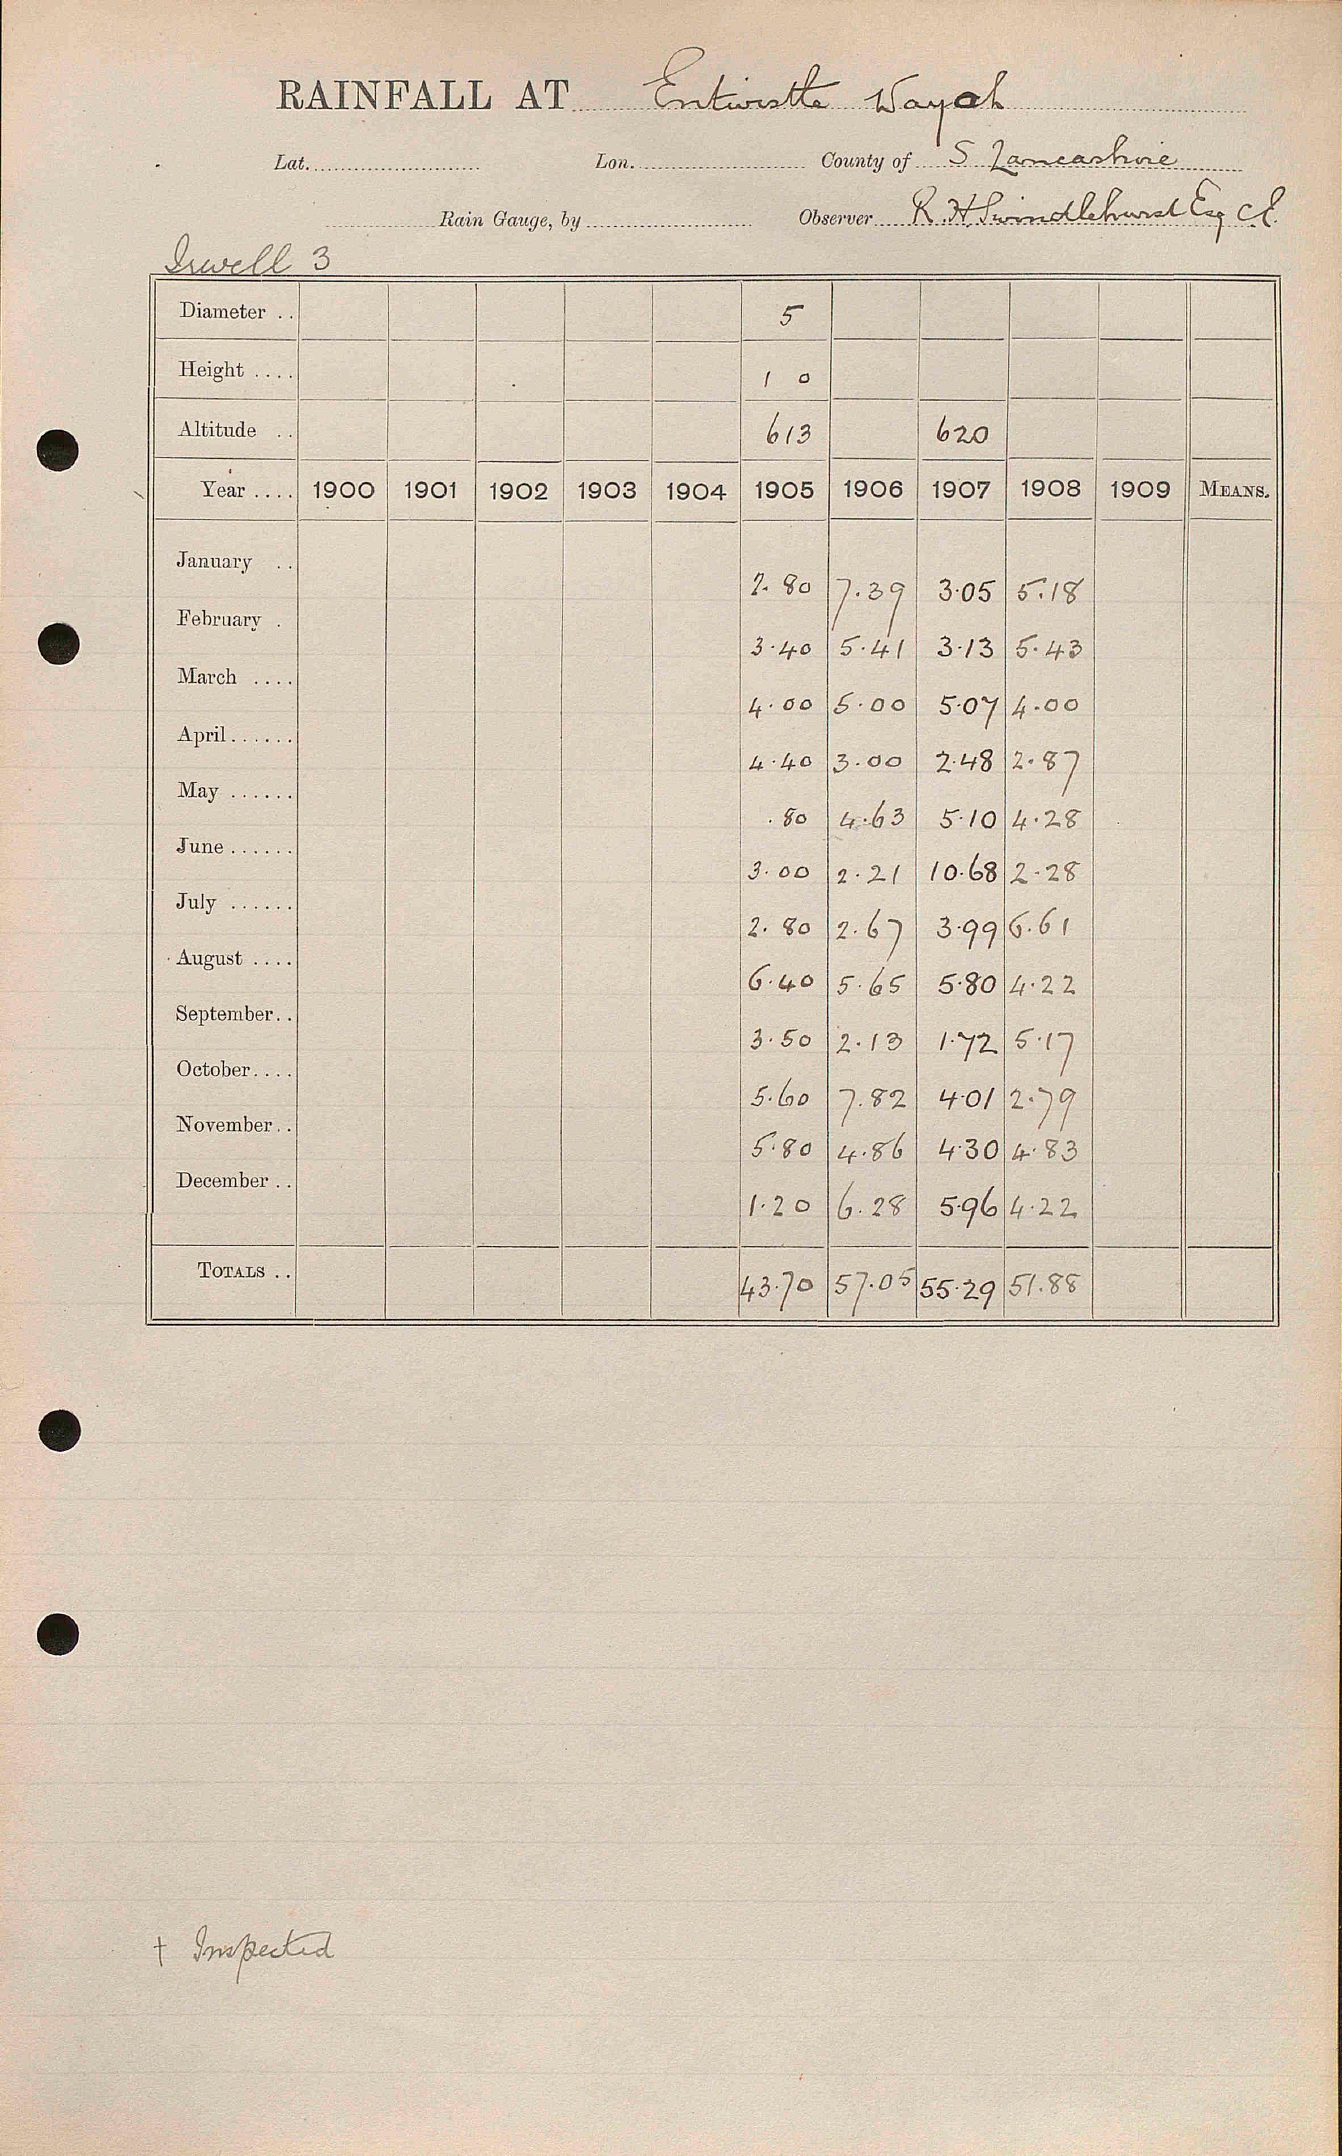 RAINFALL AT Entwistle Wayoh
Lat. Lon. County of S Lancashire
Rain Gauge, by Observer R. H. Swindlehurst Esq C.E.
Irwell 3
Diameter . . 5
Height . . . . 1 0
Altitude . . 613 620
Year . . . . 1900 1901 1902 1903 1904 1905 1906 1907 1908 1909 MEANS.
January . . 2.80 7.39 3.05 5.18
February . 3.40 5.41 3.13 5.43
March . . . . 4.00 5.00 5.07 4.00
April . . . . . . 4.40 3.00 2.48 2.87
May . . . . . . .80 4.63 5.10 4.28
June . . . . . . 3.00 2.21 10.68 2.28
July . . . . . . 2.80 2.67 3.99 6.61
August . . . . 6.40 5.65 5.80 4.22
September . . 3.50 2.13 1.72 5.17
October . . . . 5.60 7.82 4.01 2.79
November . . 5.80 4.86 4.30 4.83
December . . 1.20 6.28 5.96 4.22
TOTALS . . 43.70 57.05 55.29 51.88
† Inspected